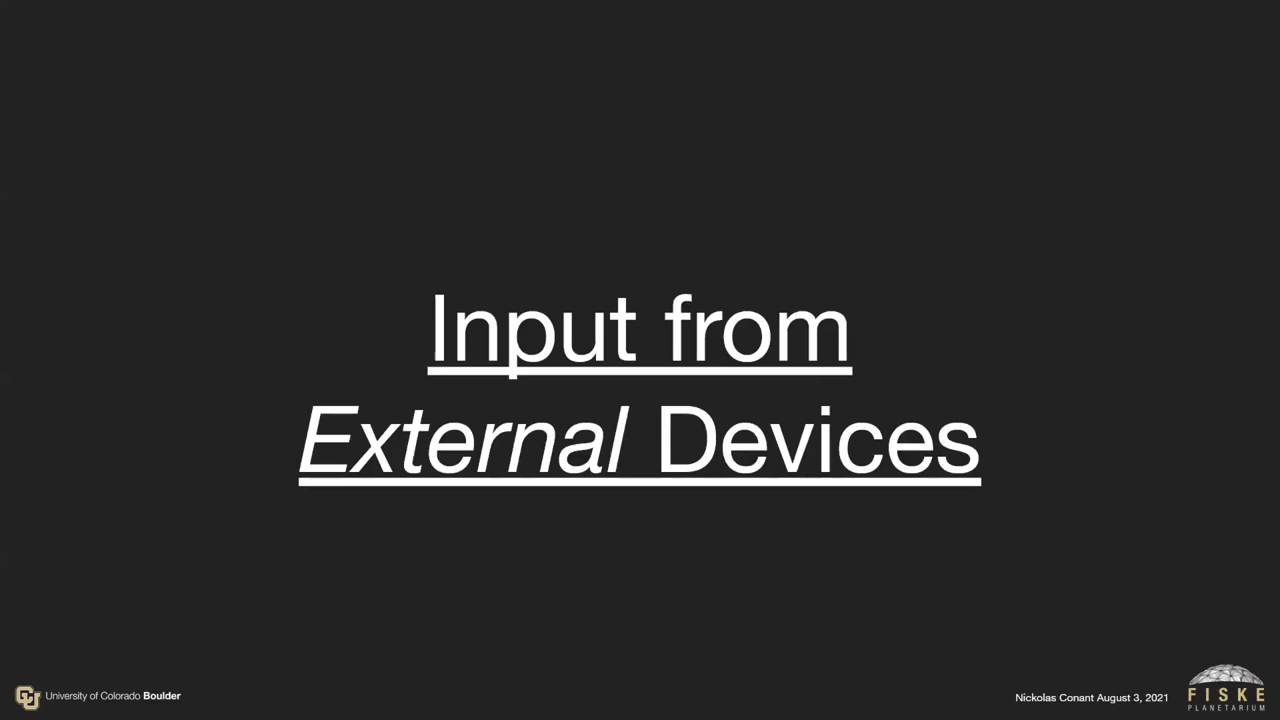 Input from
External Devices
University of Colorado Boulder
Nickolas Conant August 3, 2021
FISKE
PLANETARIUM